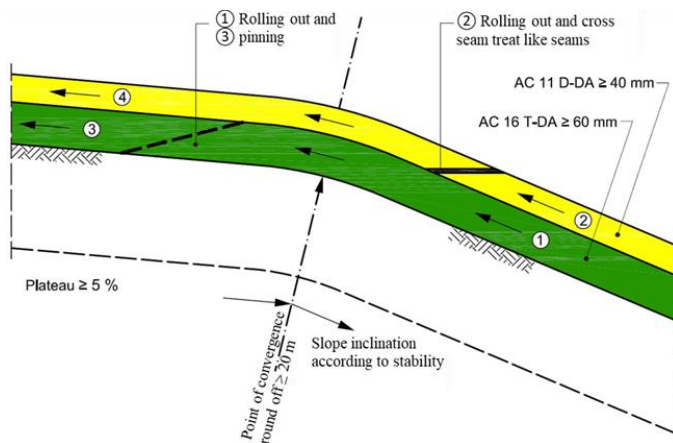 ① Rolling out and
③ pinning
② Rolling out and cross
seam treat like seams
AC 11 D-DA ≥ 40 mm
AC 16 T-DA ≥ 60 mm
④
③
②
①
Plateau ≥ 5 %
Slope inclination
according to stability
Point of convergence
round off ≥ 20 m